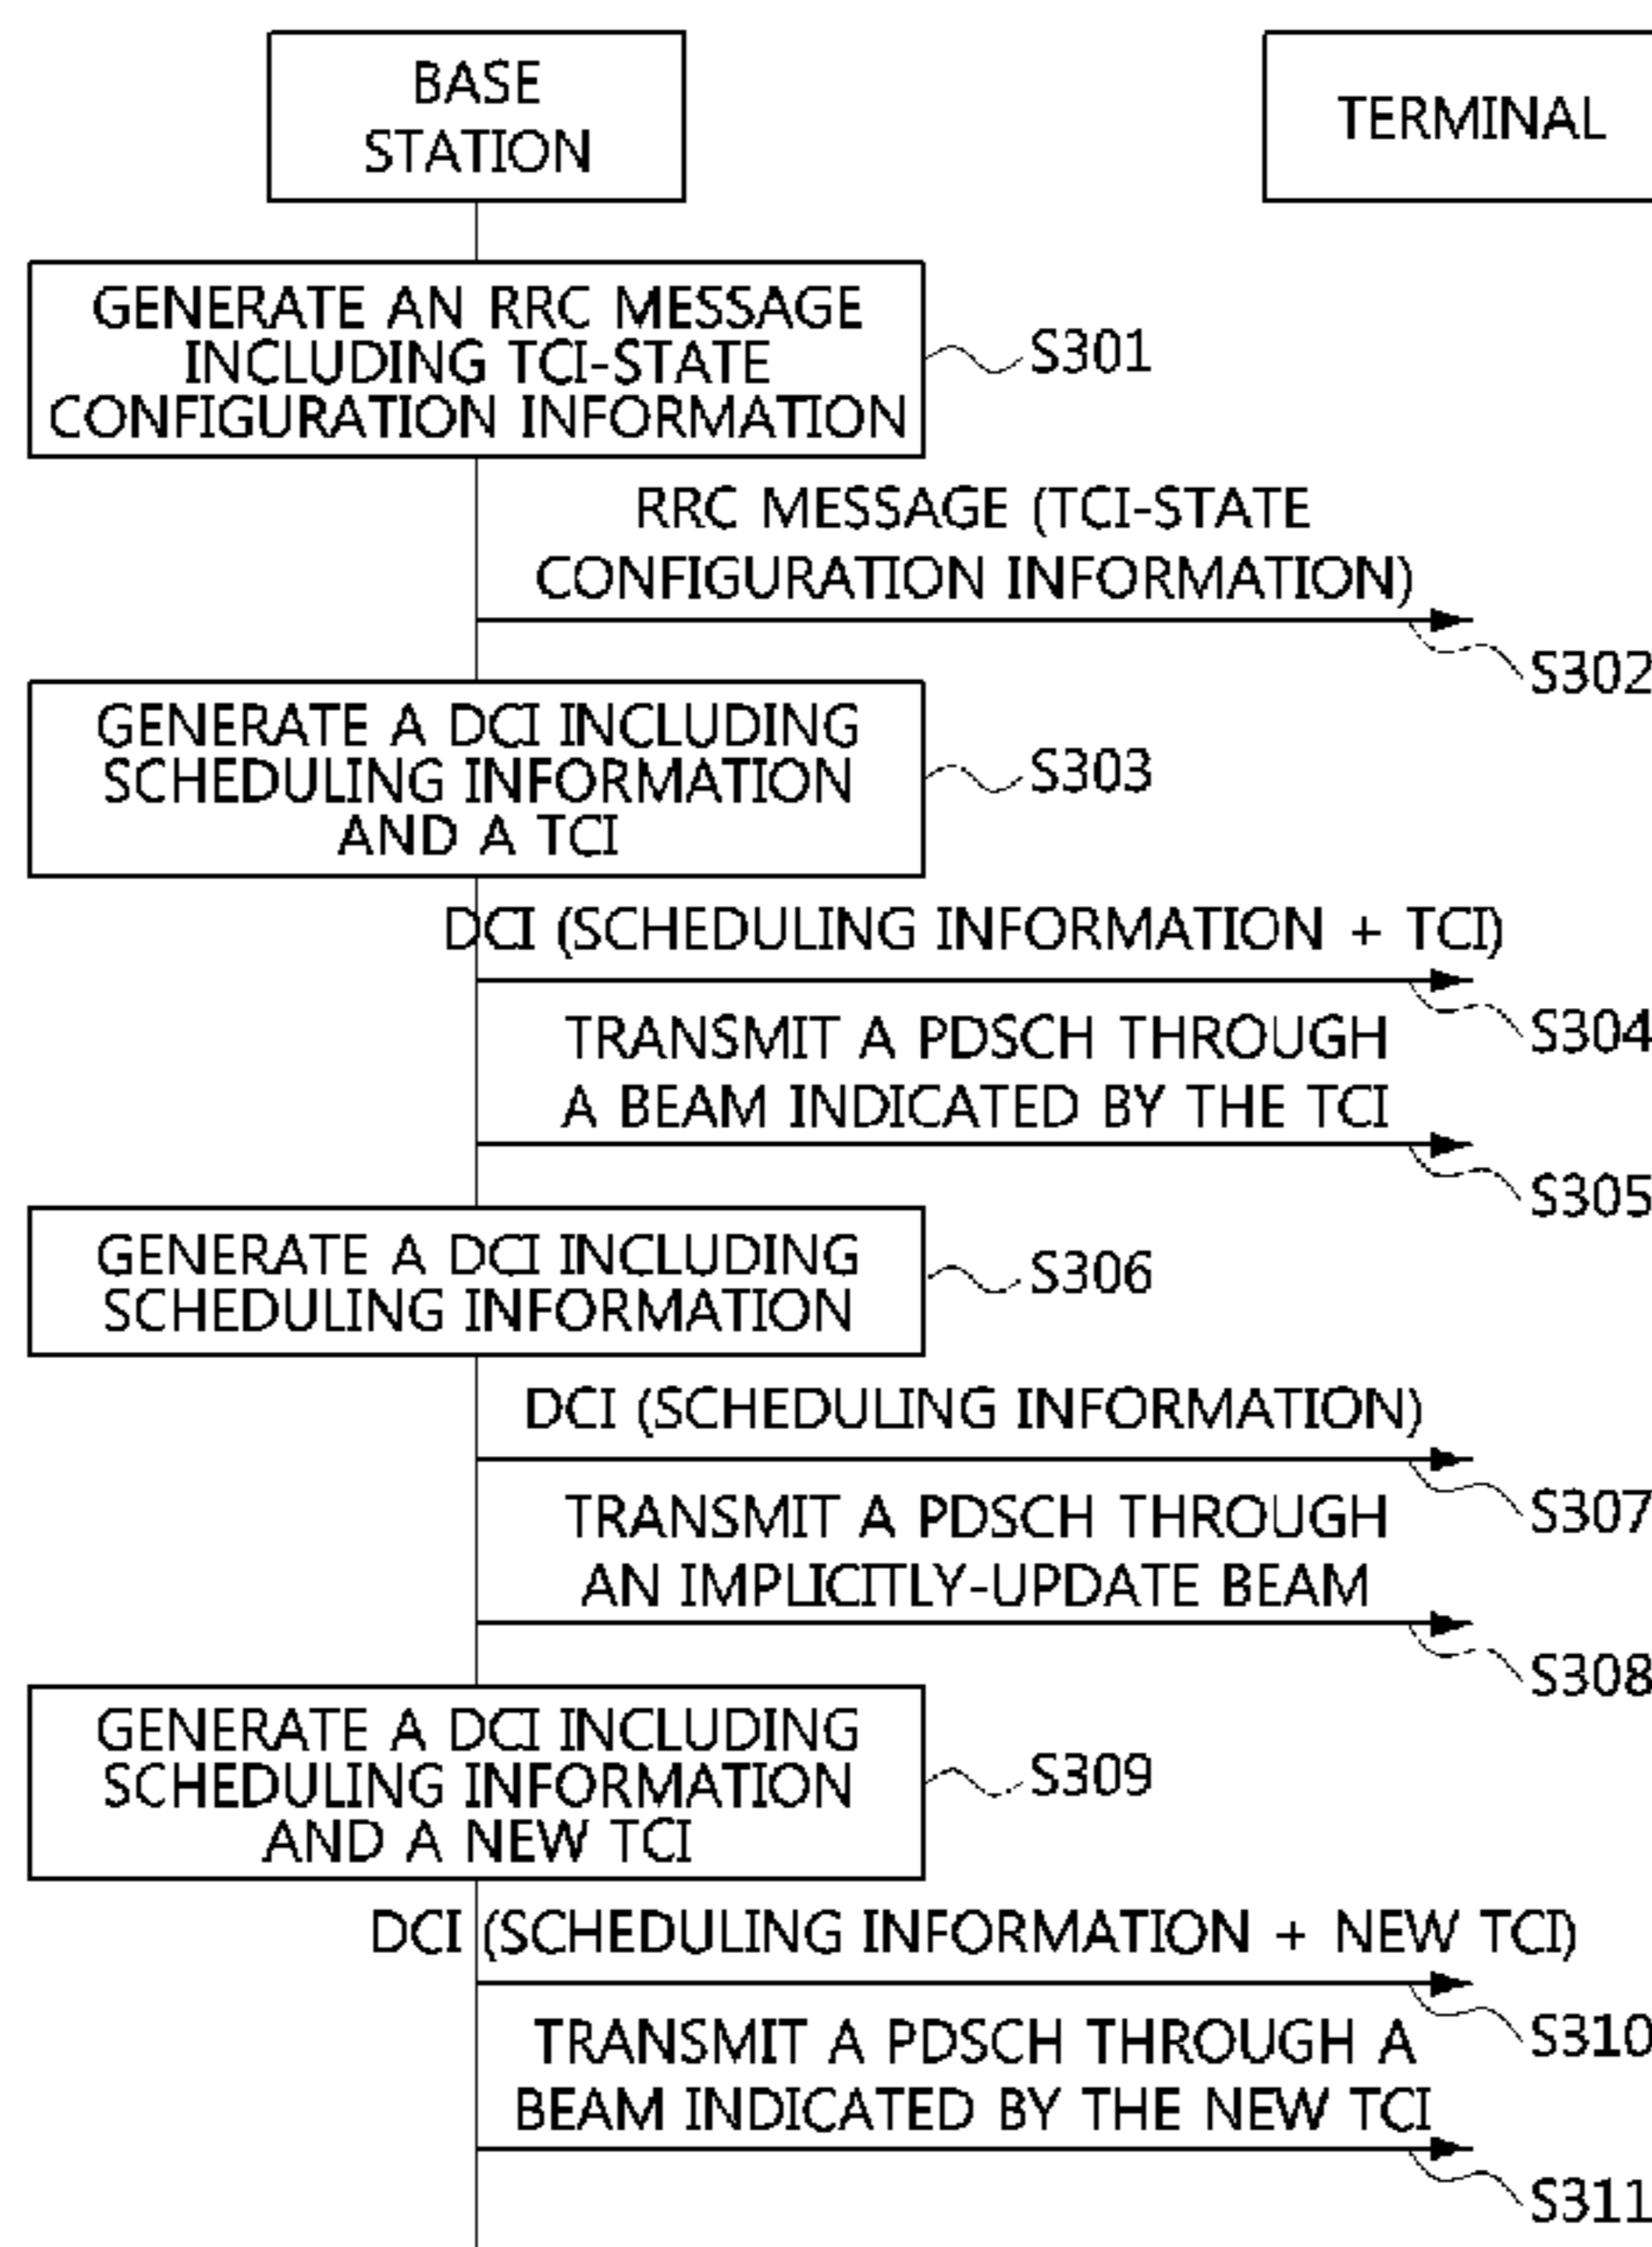 BASE
STATION
TERMINAL
GENERATE AN RRC MESSAGE
INCLUDING TCI-STATE
CONFIGURATION INFORMATION
S301
RRC MESSAGE (TCI-STATE
CONFIGURATION INFORMATION)
S302
GENERATE A DCI INCLUDING
SCHEDULING INFORMATION
AND A TCI
S303
DCI (SCHEDULING INFORMATION + TCI)
S304
TRANSMIT A PDSCH THROUGH
A BEAM INDICATED BY THE TCI
S305
GENERATE A DCI INCLUDING
SCHEDULING INFORMATION
S306
DCI (SCHEDULING INFORMATION)
S307
TRANSMIT A PDSCH THROUGH
AN IMPLICITLY-UPDATE BEAM
S308
GENERATE A DCI INCLUDING
SCHEDULING INFORMATION
AND A NEW TCI
S309
DCI (SCHEDULING INFORMATION + NEW TCI)
S310
TRANSMIT A PDSCH THROUGH A
BEAM INDICATED BY THE NEW TCI
S311